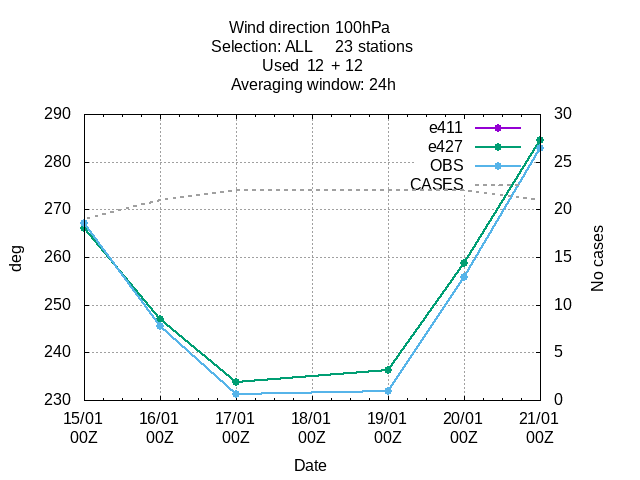 Wind direction 100hPa
Selection: ALL 23 stations
Used 12 + 12
Averaging window: 24h
290 30
e411
e427
280 25
OBS
CASES
270 20
260 15
deg
No cases
250 10
240 5
230 0
15/01 16/01 17/01 18/01 19/01 20/01 21/01
00Z 00Z 00Z 00Z 00Z 00Z 00Z
Date